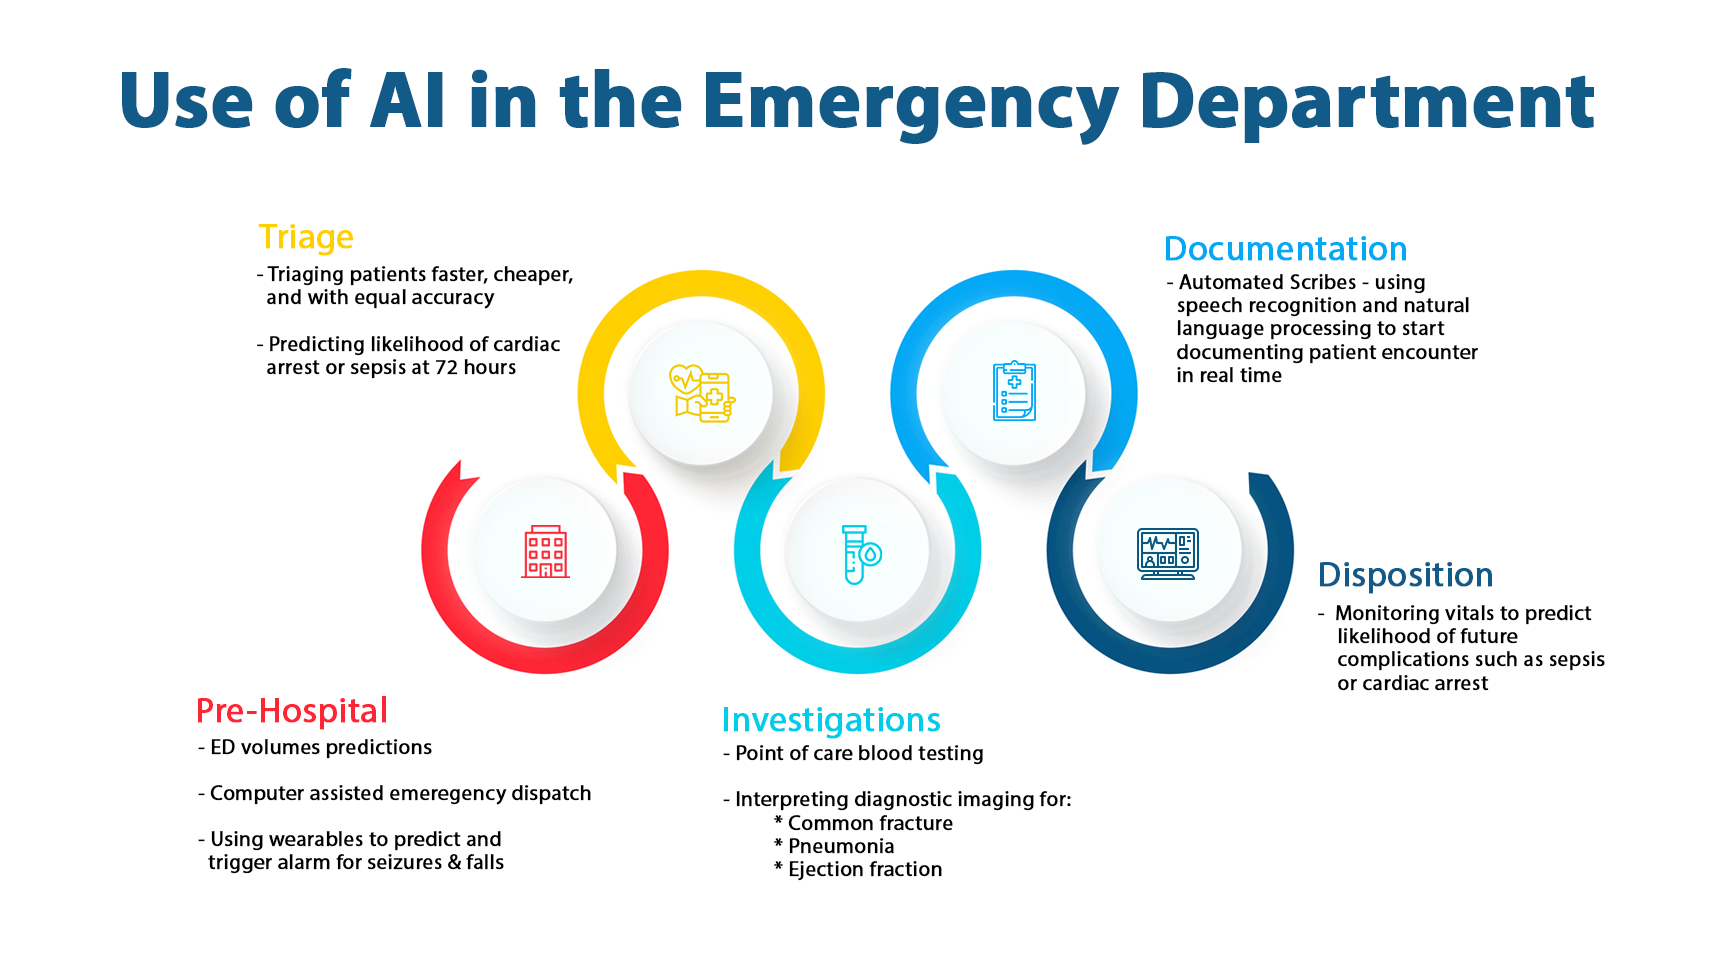 Use of AI in the Emergency Department
Triage
- Triaging patients faster, cheaper,
and with equal accuracy
- Predicting likelihood of cardiac
arrest or sepsis at 72 hours
Documentation
- Automated Scribes - using
speech recognition and natural
language processing to start
documenting patient encounter
in real time
Disposition
- Monitoring vitals to predict
likelihood of future
complications such as sepsis
or cardiac arrest
Pre-Hospital
- ED volumes predictions
- Computer assisted emeregency dispatch
- Using wearables to predict and
trigger alarm for seizures & falls
Investigations
- Point of care blood testing
- Interpreting diagnostic imaging for:
* Common fracture
* Pneumonia
* Ejection fraction